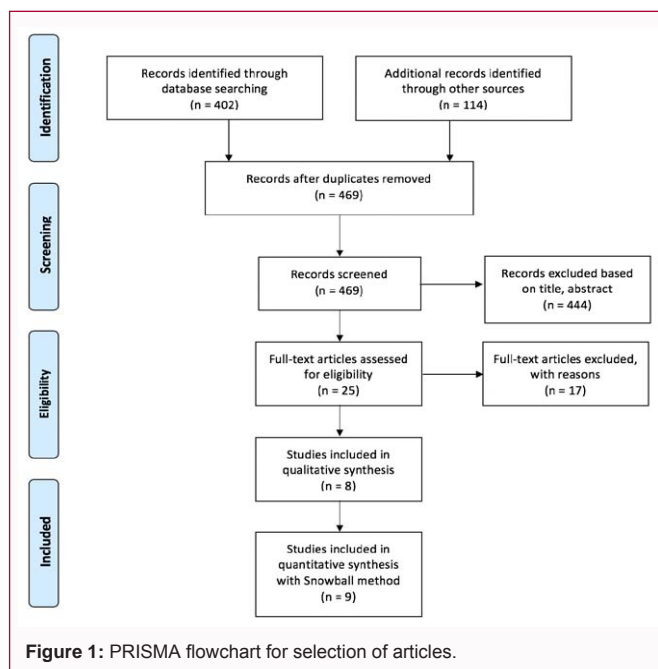 Identification
Records identified through
database searching
(n = 402)
Additional records identified
through other sources
(n = 114)
Records after duplicates removed
(n = 469)
Screening
Records screened
(n = 469)
Records excluded based
on title, abstract
(n = 444)
Eligibility
Full-text articles assessed
for eligibility
(n = 25)
Full-text articles excluded,
with reasons
(n = 17)
Studies included in
qualitative synthesis
(n = 8)
Included
Studies included in
quantitative synthesis
with Snowball method
(n = 9)
Figure 1: PRISMA flowchart for selection of articles.